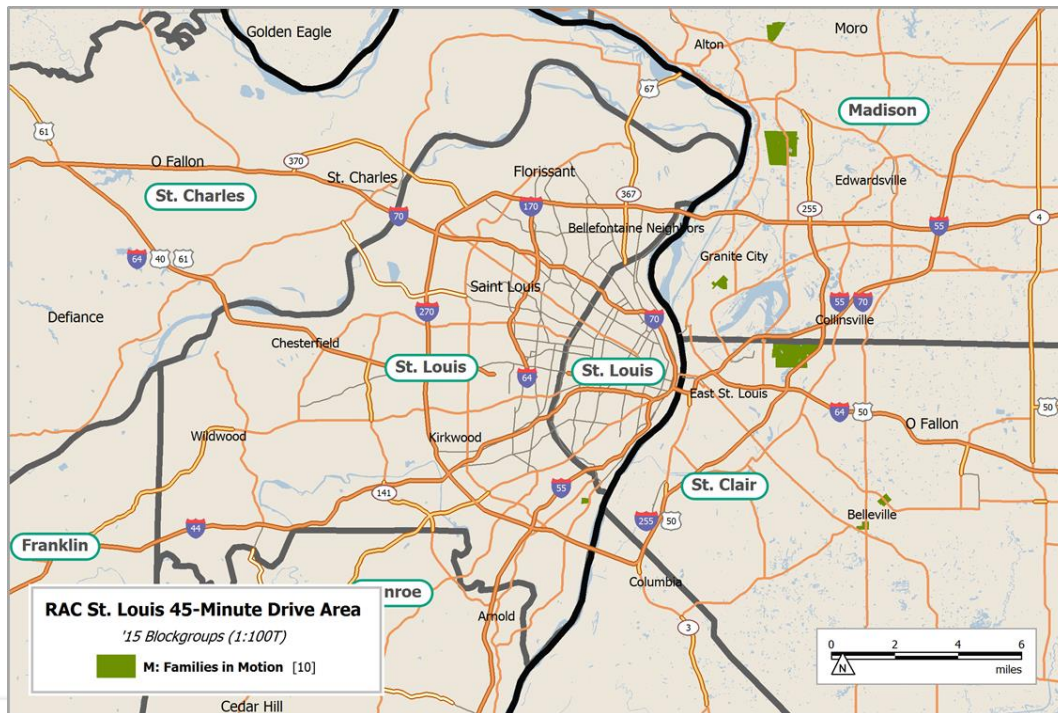 Golden Eagle
Moro
Alton
67
Madison
61
O Fallon
370
St. Charles
Florissant
St. Charles
Edwardsville
367
170
255
70
4
55
Bellefontaine Neighbors
64
40
61
Granite City
Saint Louis
270
70
55
70
Defiance
Collinsville
Chesterfield
St. Louis
64
St. Louis
East St. Louis
64
50
50
O Fallon
Wildwood
Kirkwood
141
55
St. Clair
255
50
Belleville
44
Franklin
Columbia
nroe
Arnold
3
RAC St. Louis 45-Minute Drive Area
'15 Blockgroups (1:100T)
M: Families in Motion [10]
Cedar Hill
0 2 4 6
N
miles